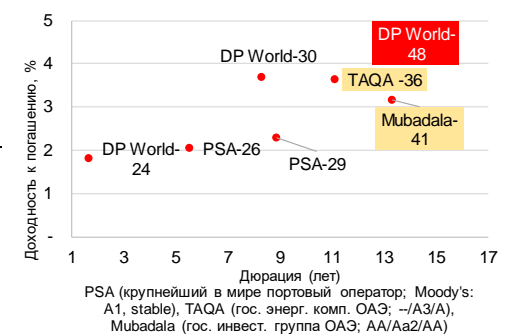 5
4
3
2
1
-
Доходность к погашению, %
DP World-
48
DP World-30
TAQA -36
Mubadala-
41
DP World-
24
PSA-26
PSA-29
1 3 5 7 9 11 13 15 17
Дюрация (лет)
PSA (крупнейший в мире портовый оператор; Moody's:
A1, stable), TAQA (гос. энерг. комп. ОАЭ; --/A3/A),
Mubadala (гос. инвест. группа ОАЭ; AA/Aa2/AA)